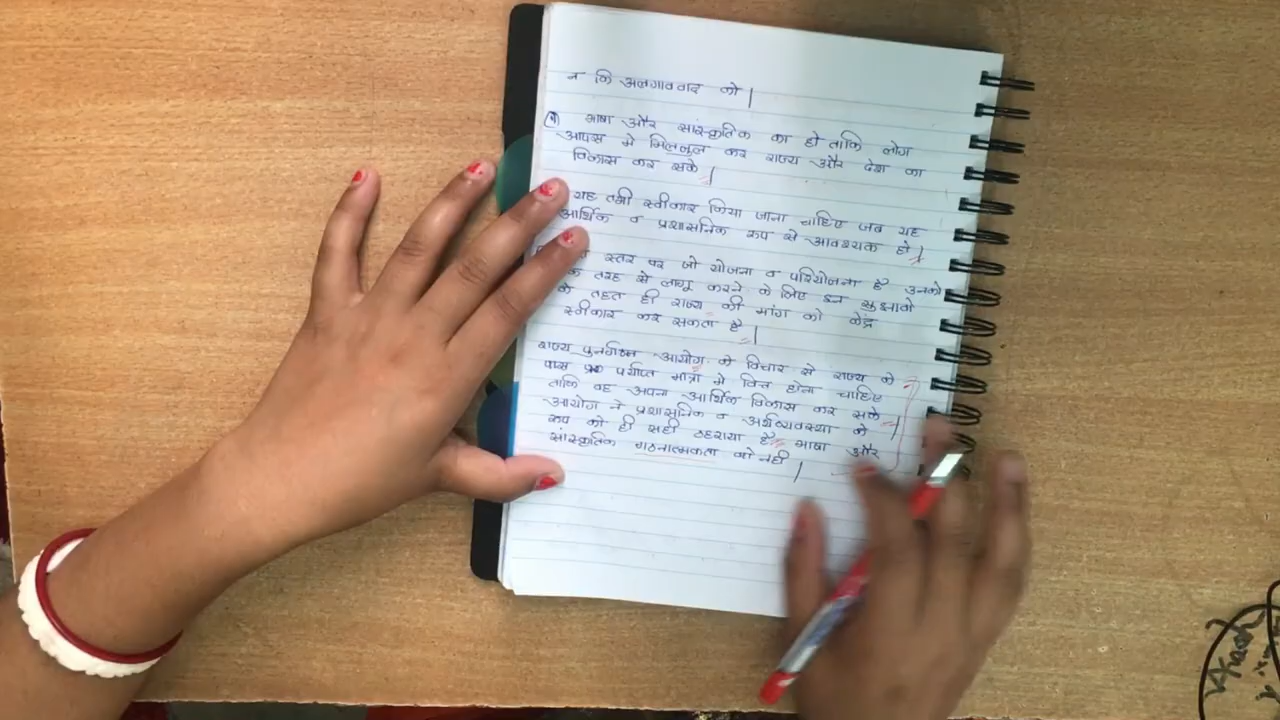 न कि अलगाववाद को |
(4) भाषा और सांस्कृतिक का हो ताकि लोग
आपस मे मिलजुल कर राज्य और देश का
विकास कर सके |
यह तभी स्वीकार किया जाना चाहिए जब यह
आर्थिक व प्रशासनिक रूप से आवश्यक हो |
स्तर पर जो योजना व परियोजना है उनको
तरह से लागू करने के लिए इन सुझावो
के तहत ही राज्य की मांग को केंद्र
स्वीकार कर सकता है |
राज्य पुनर्गठन आयोग के विचार से राज्य के
पास पर्याप्त मात्रा मे वित्त होना चाहिए
ताकि वह अपना आर्थिक विकास कर सके |
आयोग ने प्रशासनिक व अर्थव्यवस्था के
रूप को ही सही ठहराया है भाषा और
सांस्कृतिक गठनात्मकता को नही |